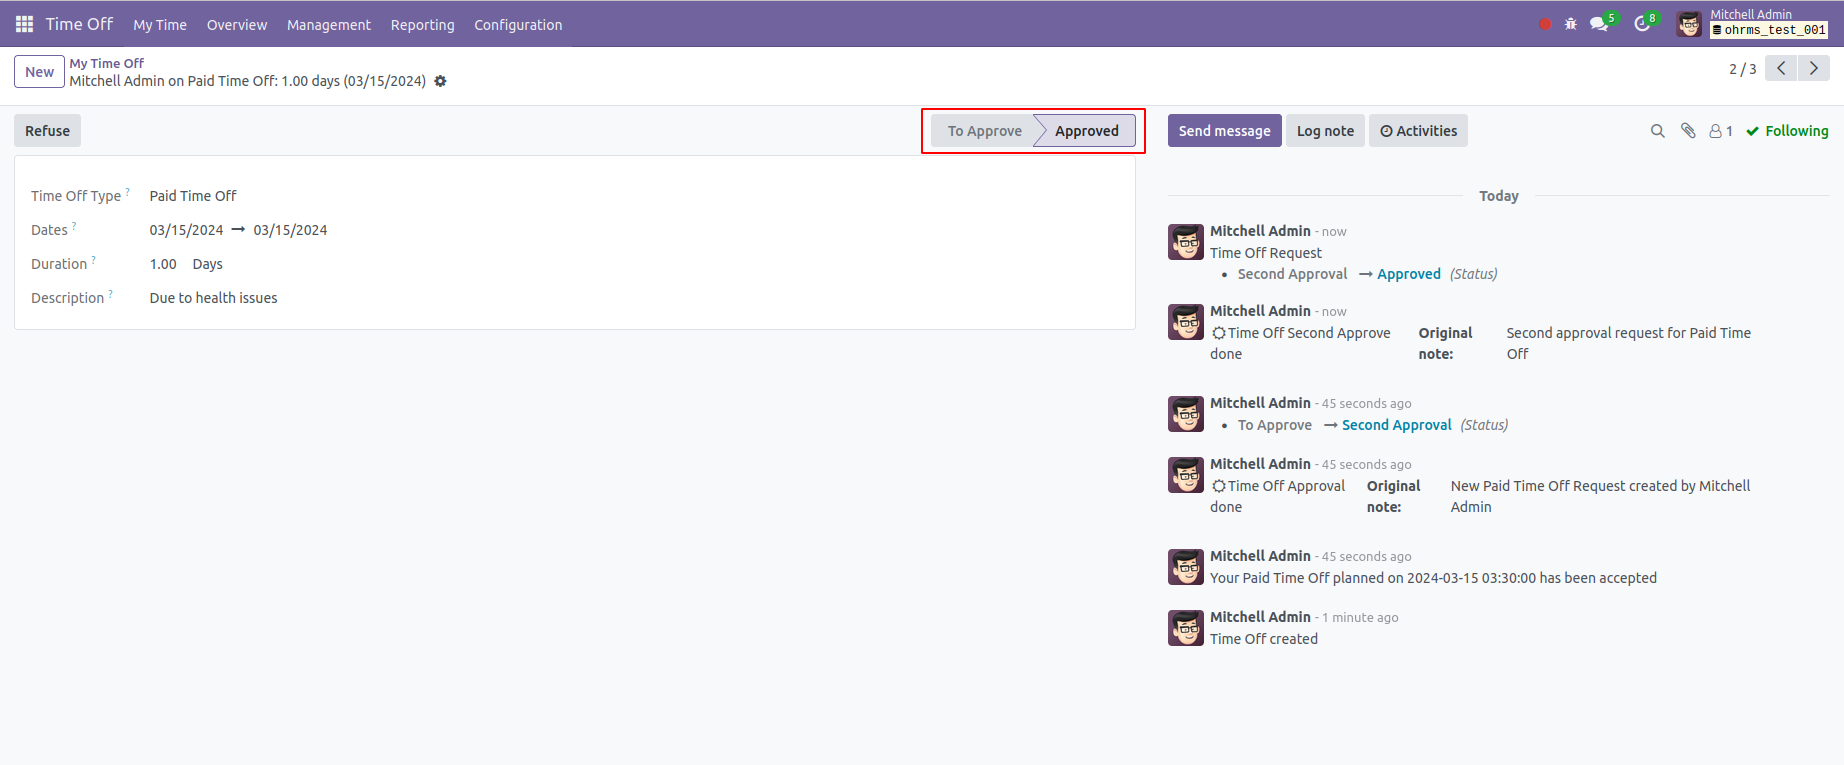 Time Off My Time Overview Management Reporting Configuration 5 8 Mitchell Admin
ohrms_test_001
New My Time Off
Mitchell Admin on Paid Time Off: 1.00 days (03/15/2024) 2 / 3
Refuse To Approve Approved Send message Log note Activities 1 Following
Time Off Type ? Paid Time Off
Dates ? 03/15/2024 → 03/15/2024
Duration ? 1.00 Days
Description ? Due to health issues
Today
Mitchell Admin - now
Time Off Request
• Second Approval → Approved (Status)
Mitchell Admin - now
Time Off Second Approve Original Second approval request for Paid Time
done note: Off
Mitchell Admin - 45 seconds ago
• To Approve → Second Approval (Status)
Mitchell Admin - 45 seconds ago
Time Off Approval Original New Paid Time Off Request created by Mitchell
done note: Admin
Mitchell Admin - 45 seconds ago
Your Paid Time Off planned on 2024-03-15 03:30:00 has been accepted
Mitchell Admin - 1 minute ago
Time Off created